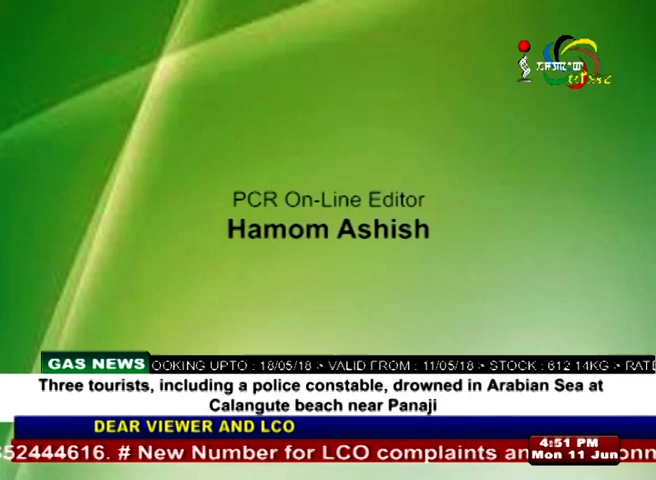 PCR On-Line Editor
Hamom Ashish
GAS NEWS
OOKING UPTO : 18/05/18 > VALID FROM : 11/05/18 > STOCK : 612 14KG > RAT
Three tourists, including a police constable, drowned in Arabian Sea at
Calangute beach near Panaji
DEAR VIEWER AND LCO
352444616. # New Number for LCO complaints an
4:51 PM
Mon 11 Jun
onn